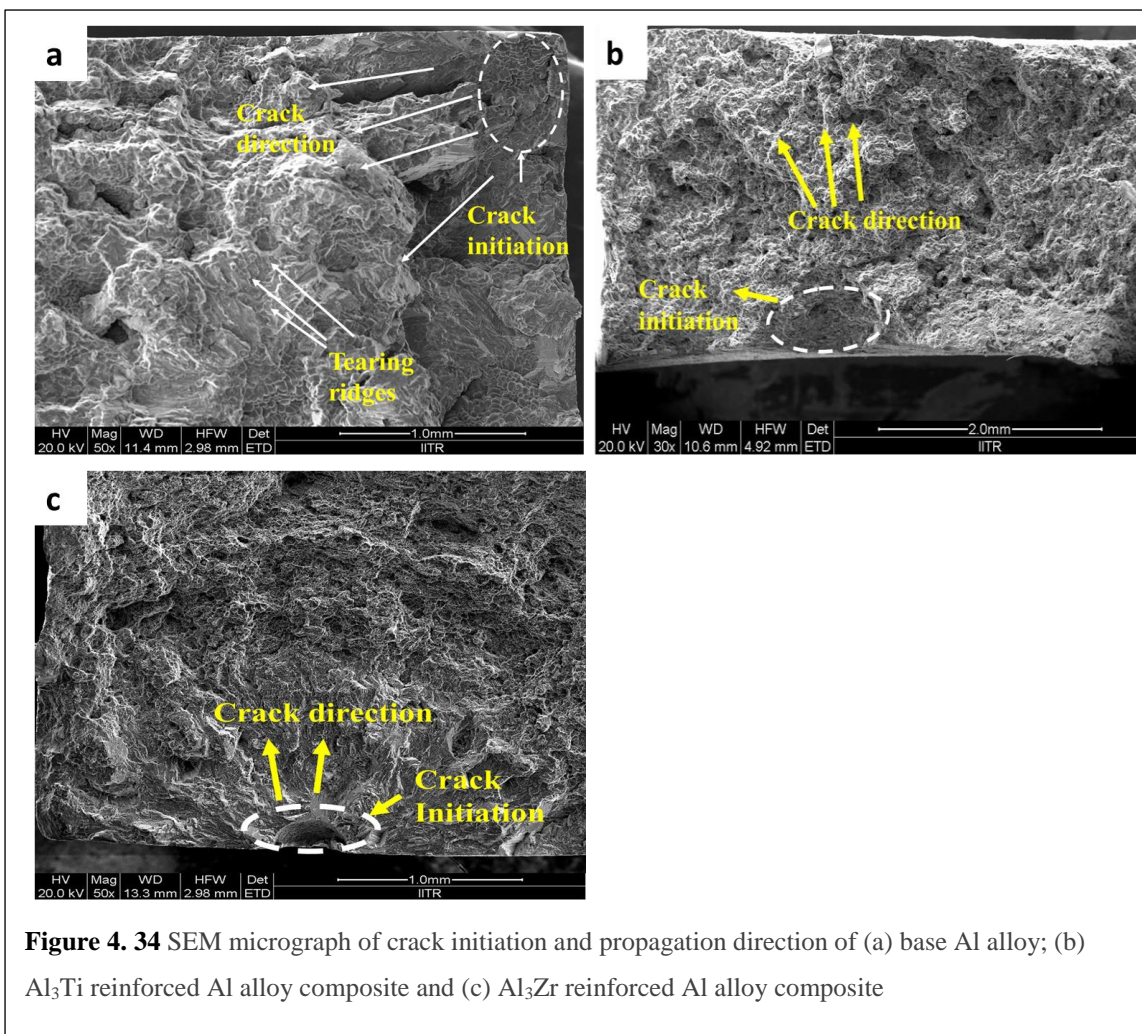 a
Crack
direction
Crack
initiation
Tearing
ridges
HV Mag WD HFW Det 1.0mm
20.0 kV 50x 11.4 mm 2.98 mm ETD IITR
b
Crack direction
Crack
initiation
HV Mag WD HFW Det 2.0mm
20.0 kV 30x 10.6 mm 4.92 mm ETD IITR
c
Crack direction
Crack
Initiation
HV Mag WD HFW Det 1.0mm
20.0 kV 50x 13.3 mm 2.98 mm ETD IITR
Figure 4. 34 SEM micrograph of crack initiation and propagation direction of (a) base Al alloy; (b)
Al₃Ti reinforced Al alloy composite and (c) Al₃Zr reinforced Al alloy composite